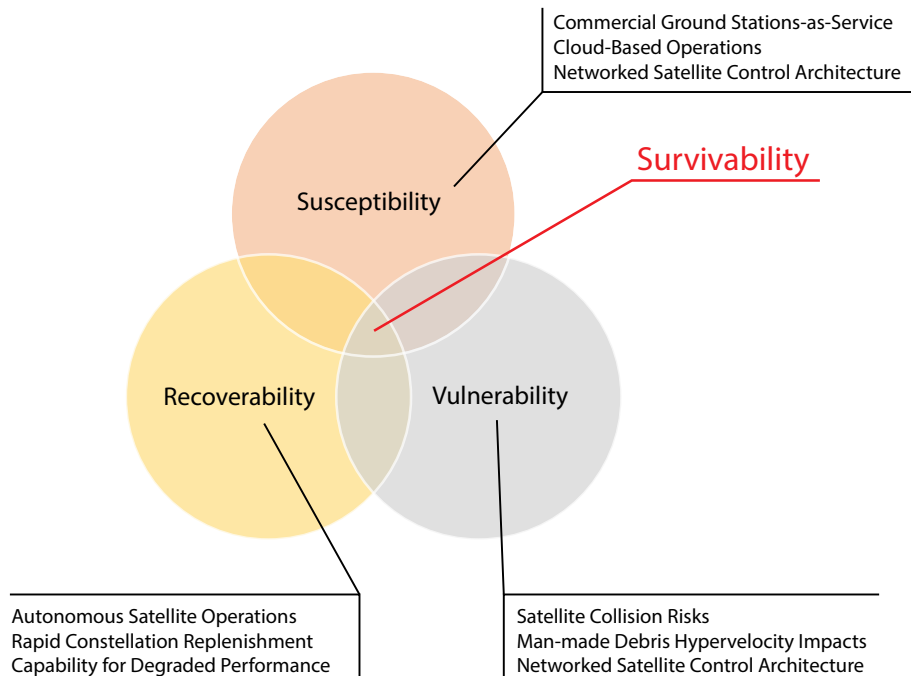 Commercial Ground Stations-as-Service
Cloud-Based Operations
Networked Satellite Control Architecture
Survivability
Susceptibility
Recoverability
Vulnerability
Autonomous Satellite Operations
Rapid Constellation Replenishment
Capability for Degraded Performance
Satellite Collision Risks
Man-made Debris Hypervelocity Impacts
Networked Satellite Control Architecture